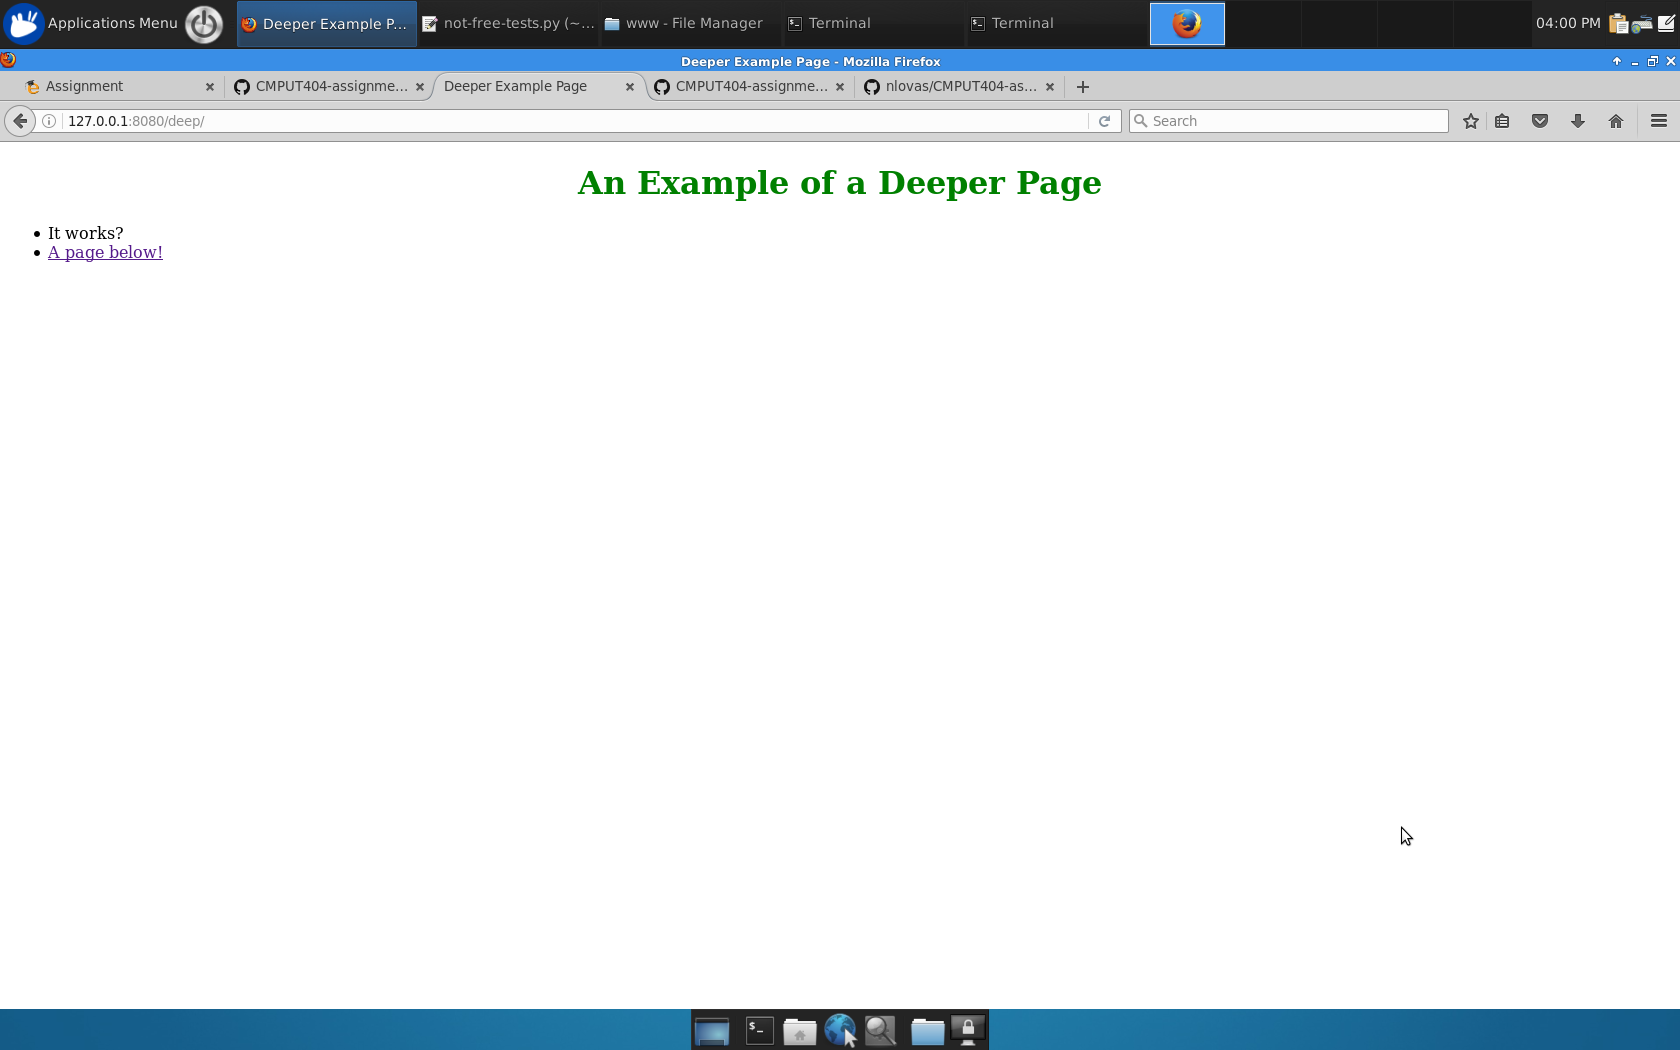 Applications Menu
Deeper Example P...
not-free-tests.py (~...
www - File Manager
Terminal
Terminal
04:00 PM
Deeper Example Page - Mozilla Firefox
Assignment
CMPUT404-assignme...
Deeper Example Page
CMPUT404-assignme...
nlovas/CMPUT404-as...
127.0.0.1:8080/deep/
Search
An Example of a Deeper Page
It works?
A page below!
$_